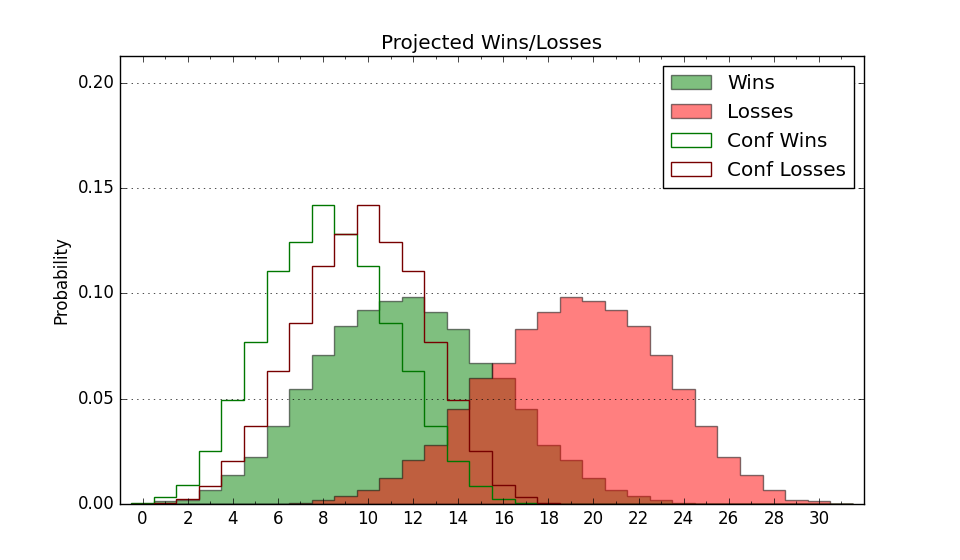 Projected Wins/Losses
Wins
Losses
Conf Wins
Conf Losses
Probability
0.20
0.15
0.10
0.05
0.00
0 2 4 6 8 10 12 14 16 18 20 22 24 26 28 30